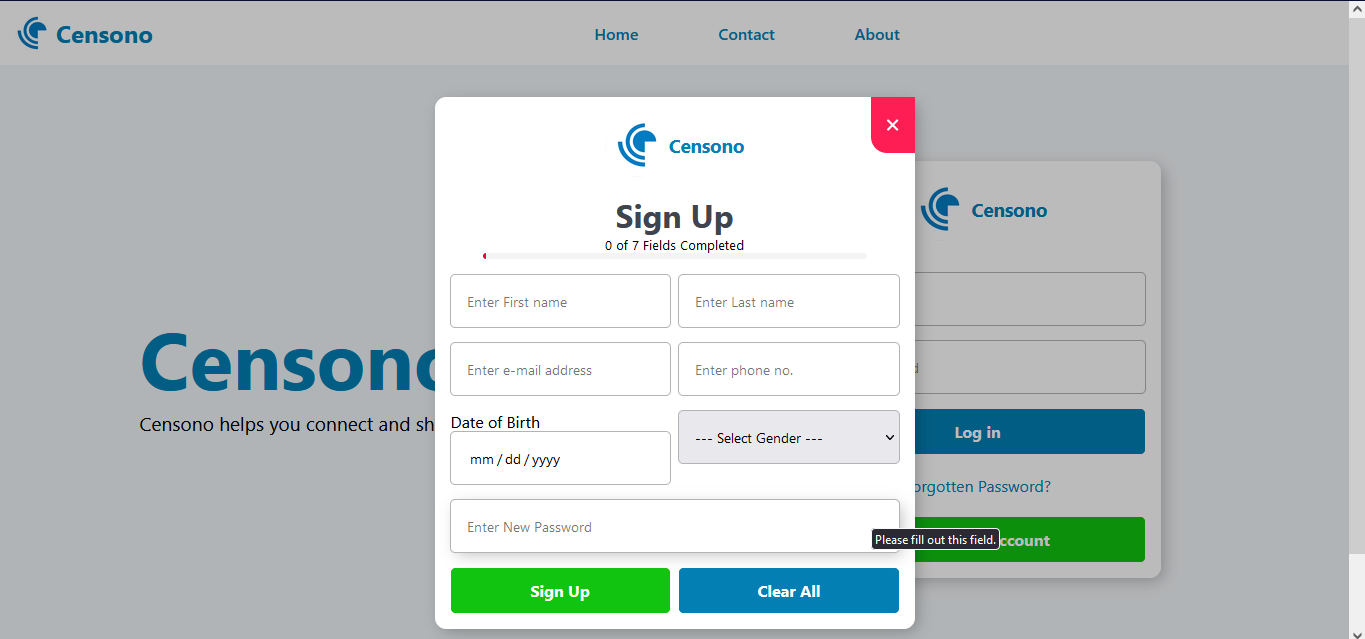 Censono
Home
Contact
About
×
Censono
Sign Up
0 of 7 Fields Completed
Enter First name
Enter Last name
Enter e-mail address
Enter phone no.
Date of Birth
mm / dd / yyyy
--- Select Gender ---
Enter New Password
Please fill out this field.
Sign Up
Clear All
Censono
Censono helps you connect and sh
Censono
Log in
orgotten Password?
ccount